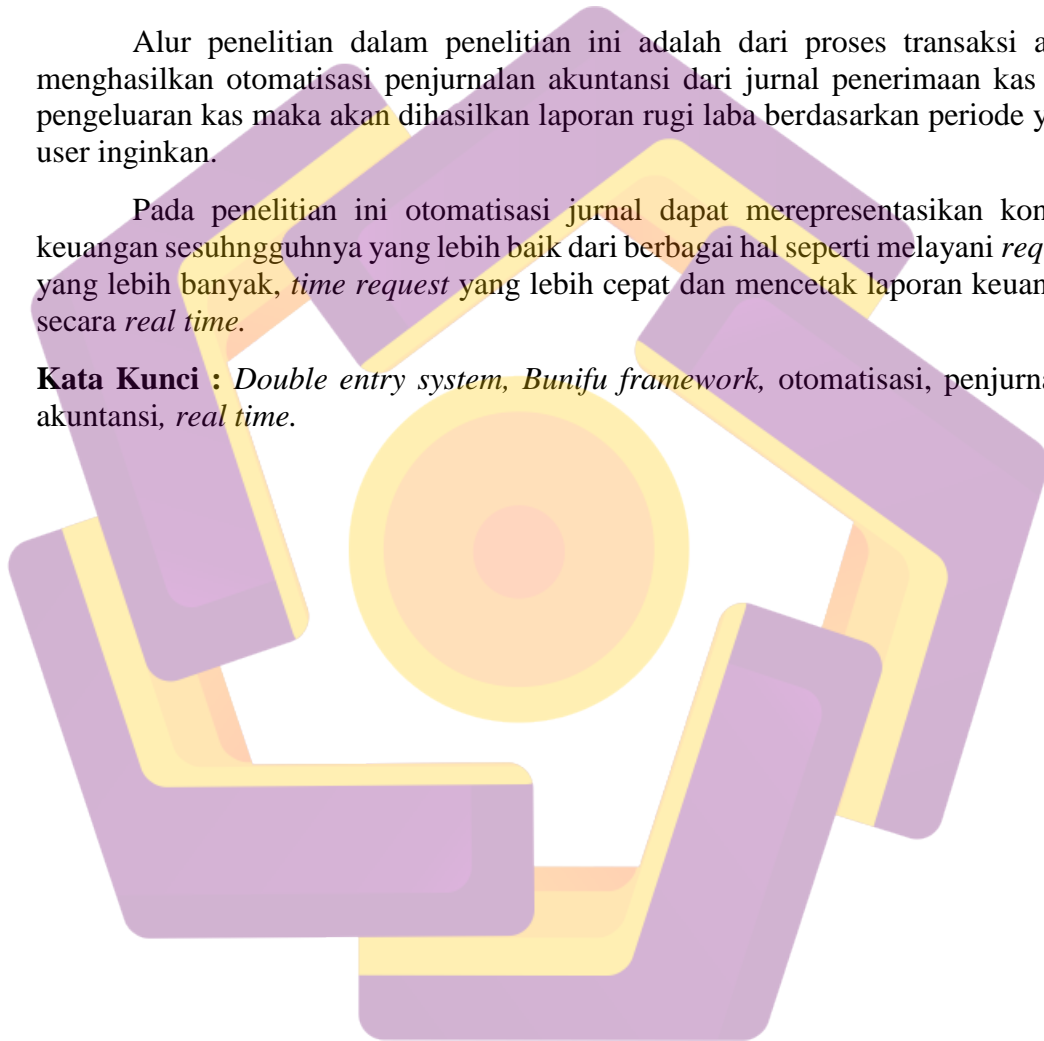 Alur penelitian dalam penelitian ini adalah dari proses transaksi a
menghasilkan otomatisasi penjurnalan akuntansi dari jurnal penerimaan kas
pengeluaran kas maka akan dihasilkan laporan rugi laba berdasarkan periode y
user inginkan.
Pada penelitian ini otomatisasi jurnal dapat merepresentasikan kon
keuangan sesuhngguhnya yang lebih baik dari berbagai hal seperti melayani req
yang lebih banyak, time request yang lebih cepat dan mencetak laporan keuan
secara real time.
Kata Kunci : Double entry system, Bunifu framework, otomatisasi, penjurna
akuntansi, real time.